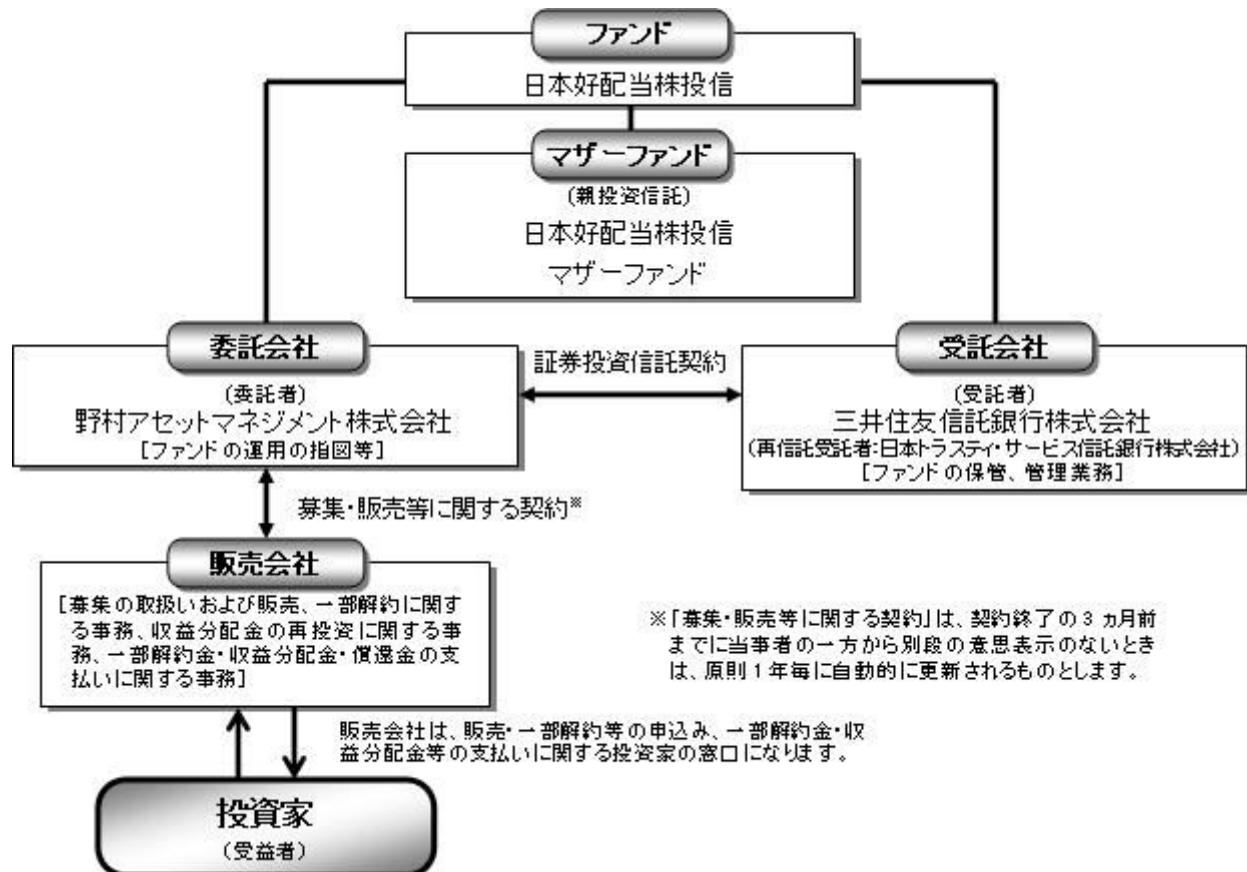 ファンド
日本好配当株投信
マザーファンド
(親投資信託)
日本好配当株投信
マザーファンド
委託会社
(委託者)
野村アセットマネジメント株式会社
[ファンドの運用の指図等]
証券投資信託契約
受託会社
(受託者)
三井住友信託銀行株式会社
(再信託受託者:日本トラスティ・サービス信託銀行株式会社)
[ファンドの保管、管理業務]
募集・販売等に関する契約※
販売会社
[募集の取扱いおよび販売、一部解約に関す
る事務、収益分配金の再投資に関する事
務、一部解約金・収益分配金・償還金の支
払いに関する事務]
※「募集・販売等に関する契約」は、契約終了の3ヵ月前
までに当事者の一方から別段の意思表示のないとき
は、原則1年毎に自動的に更新されるものとします。
販売会社は、販売・一部解約等の申込み、一部解約金・収
益分配金等の支払いに関する投資家の窓口になります。
投資家
(受益者)